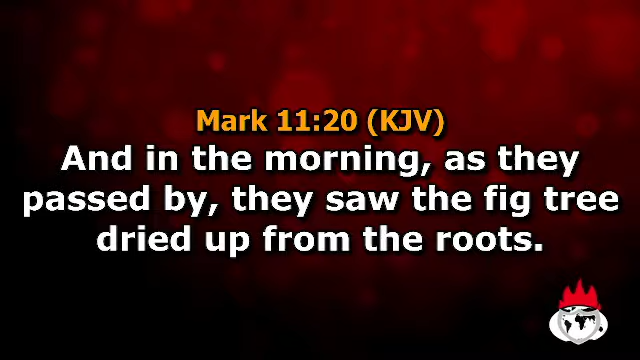 Mark 11:20 (KJV)
And in the morning, as they
passed by, they saw the fig tree
dried up from the roots.